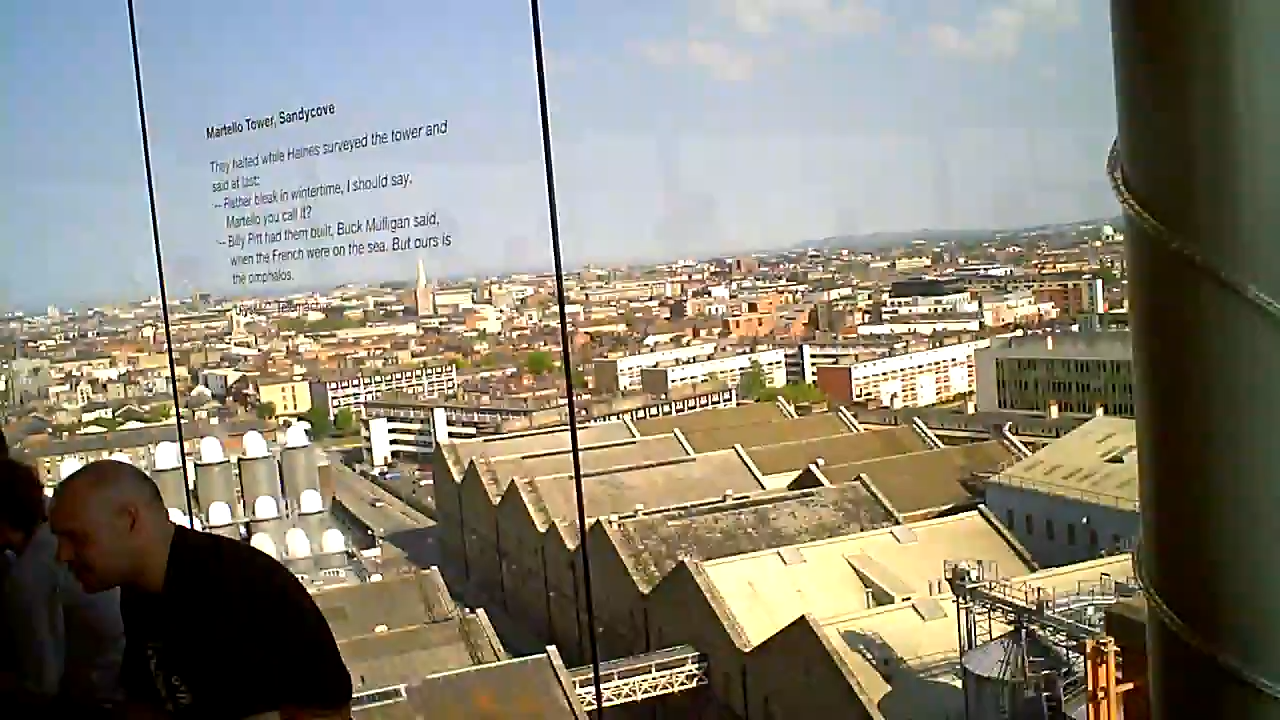 Martello Tower, Sandycove
They halted while Haines surveyed the tower and
said at last:
– Rather bleak in wintertime, I should say.
Martello you call it?
– Billy Pitt had them built, Buck Mulligan said,
when the French were on the sea. But ours is
the omphalos.